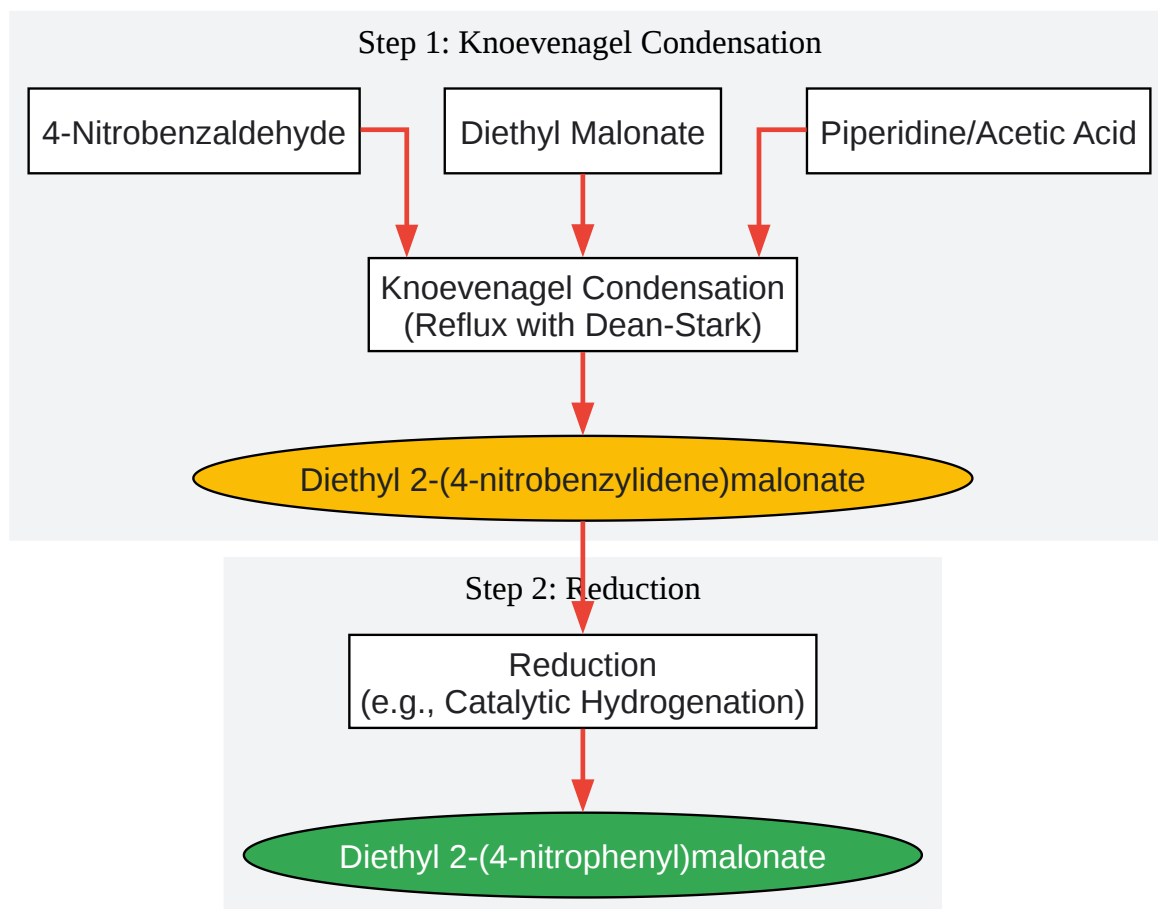 Step 1: Knoevenagel Condensation
4-Nitrobenzaldehyde
Diethyl Malonate
Piperidine/Acetic Acid
Knoevenagel Condensation
(Reflux with Dean-Stark)
Diethyl 2-(4-nitrobenzylidene)malonate
Step 2: Reduction
Reduction
(e.g., Catalytic Hydrogenation)
Diethyl 2-(4-nitrophenyl)malonate